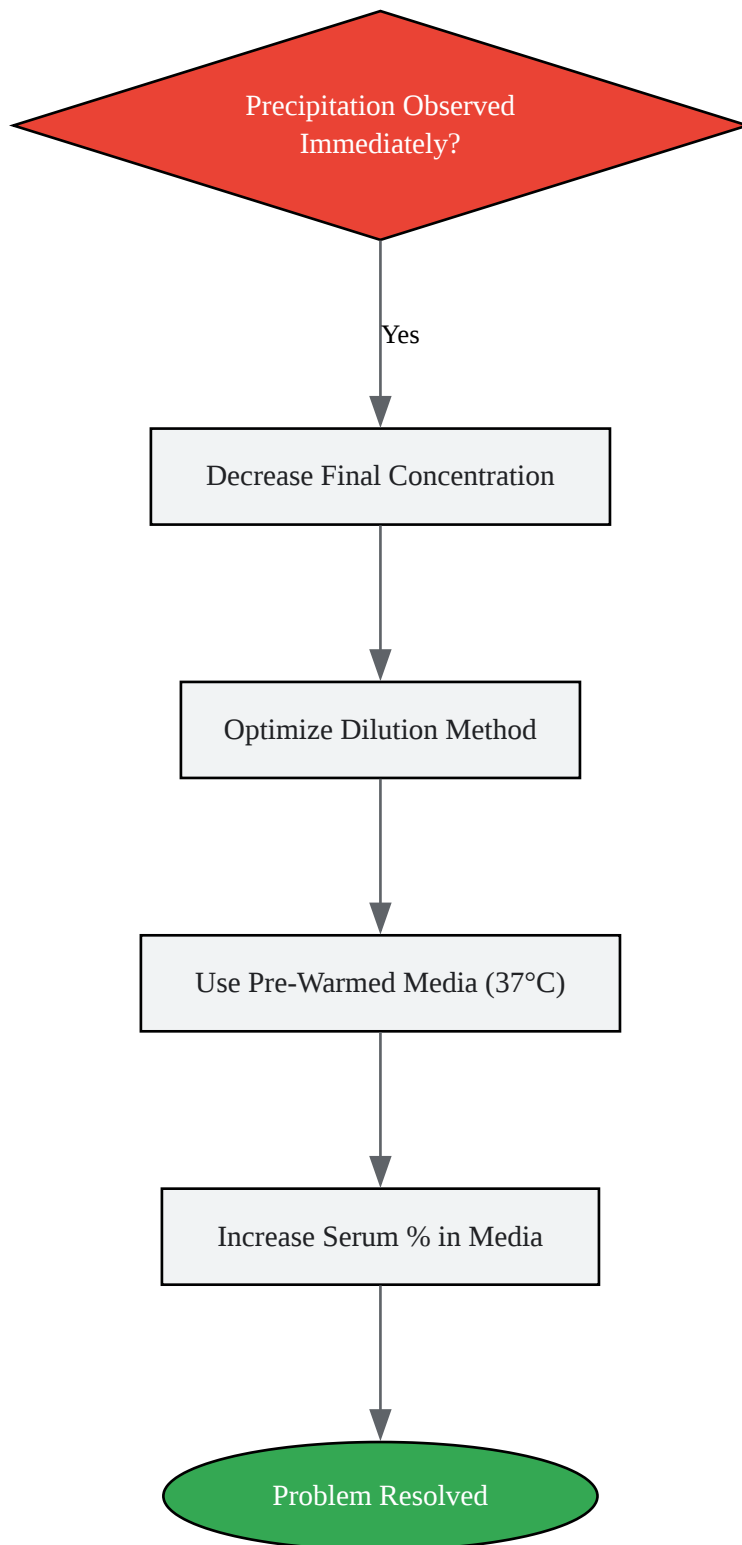 Precipitation Observed
Immediately?
Yes
Decrease Final Concentration
Optimize Dilution Method
Use Pre-Warmed Media (37°C)
Increase Serum % in Media
Problem Resolved